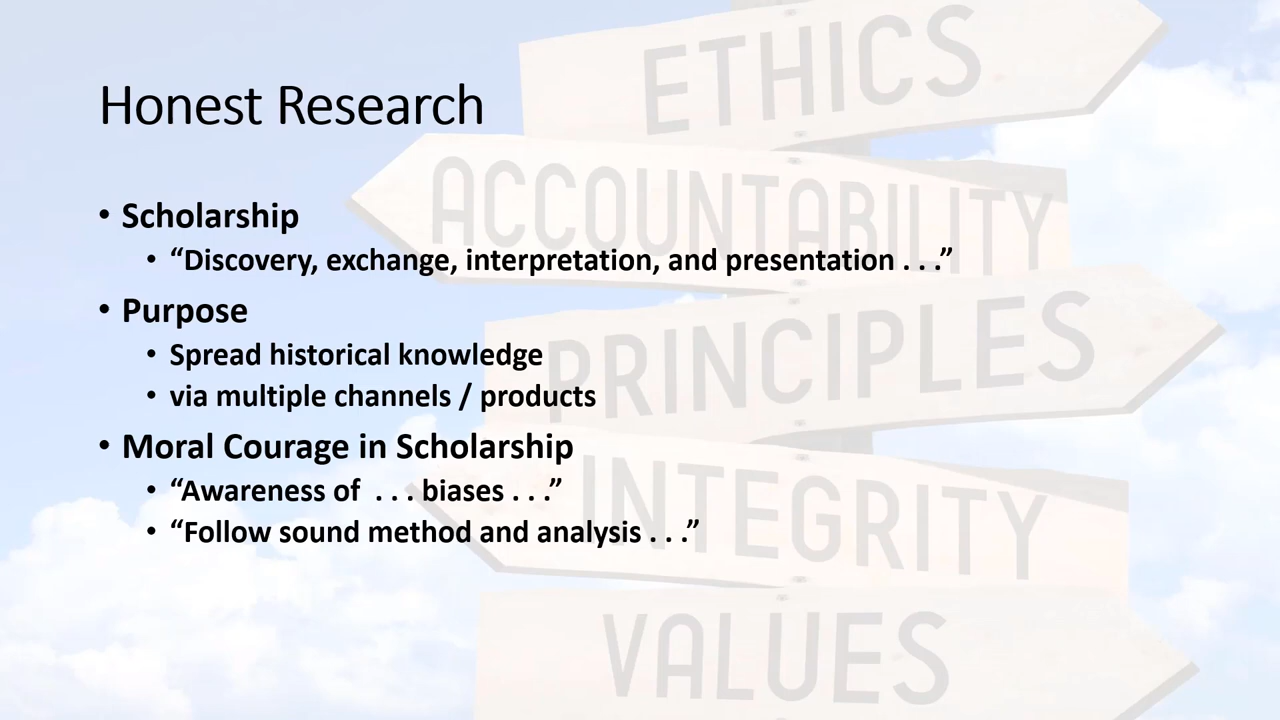 Honest Research
• Scholarship
• “Discovery, exchange, interpretation, and presentation . . .”
• Purpose
• Spread historical knowledge
• via multiple channels / products
• Moral Courage in Scholarship
• “Awareness of  . . . biases . . .”
• “Follow sound method and analysis . . .”
ETHICS
ACCOUNTABILITY
PRINCIPLES
INTEGRITY
VALUES